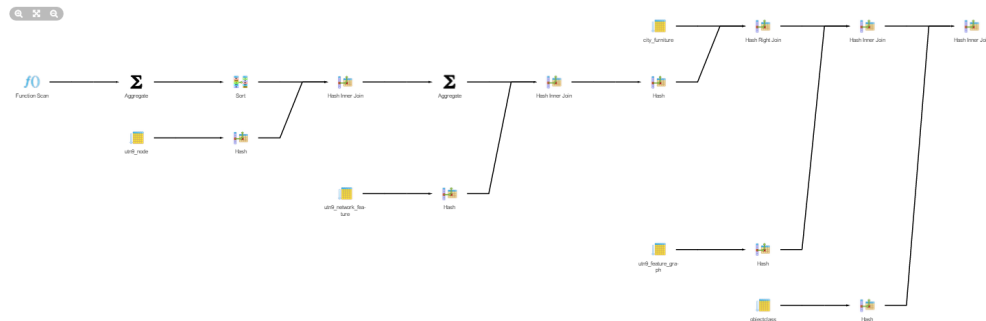 city_furniture
Hash Right Join
Hash Inner Join
Hash Inner Join
f()
Function Scan
Σ
Aggregate
Sort
Hash Inner Join
Σ
Aggregate
Hash Inner Join
Hash
utn9_node
Hash
utn9_network_fea-
ture
Hash
utn9_feature_gra
ph
Hash
objectclass
Hash